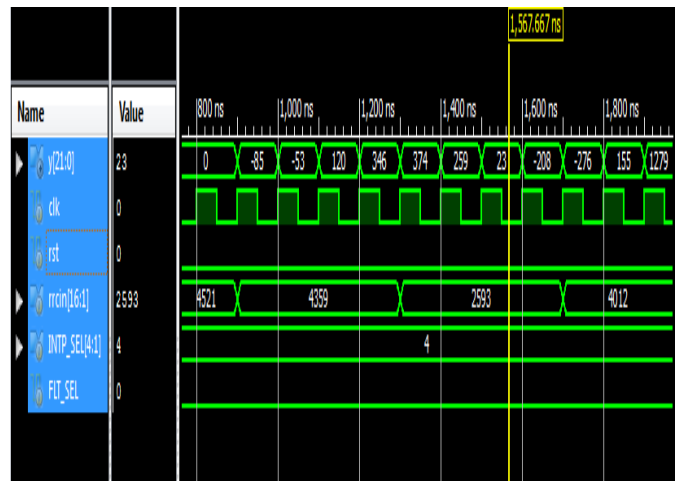 1,567.667 ns
Name Value 800 ns 1,000 ns 1,200 ns 1,400 ns 1,600 ns 1,800 ns
y[21:0] 23 0 -85 -53 120 346 374 259 23 -208 -276 155 1279
clk 0
rst 0
rrcin[16:1] 2593 4521 4359 2593 4012
INTP_SEL[4:1] 4 4
FLT_SEL 0